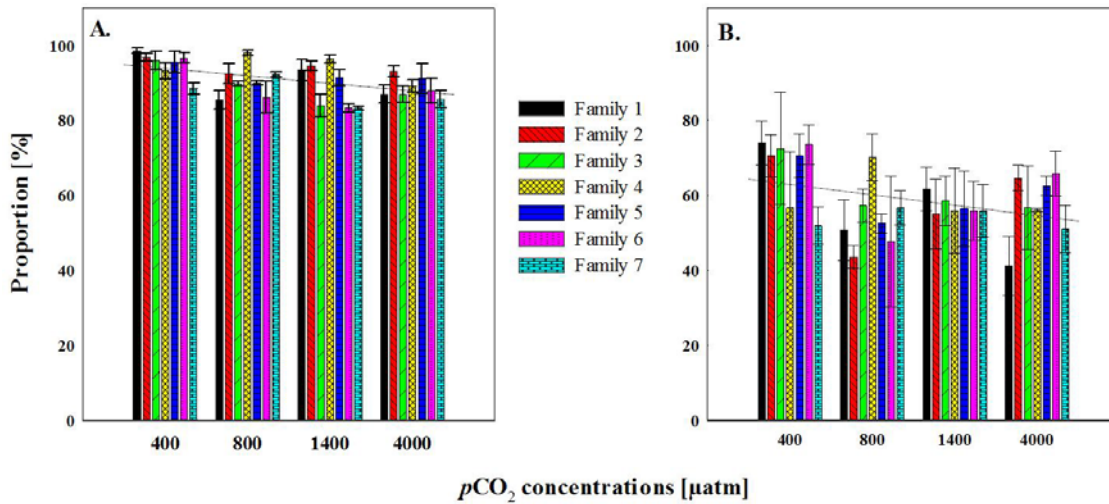 A.
B.
100
80
60
40
20
0
Proportion [%]
400 800 1400 4000
Family 1
Family 2
Family 3
Family 4
Family 5
Family 6
Family 7
100
80
60
40
20
0
400 800 1400 4000
pCO₂ concentrations [µatm]